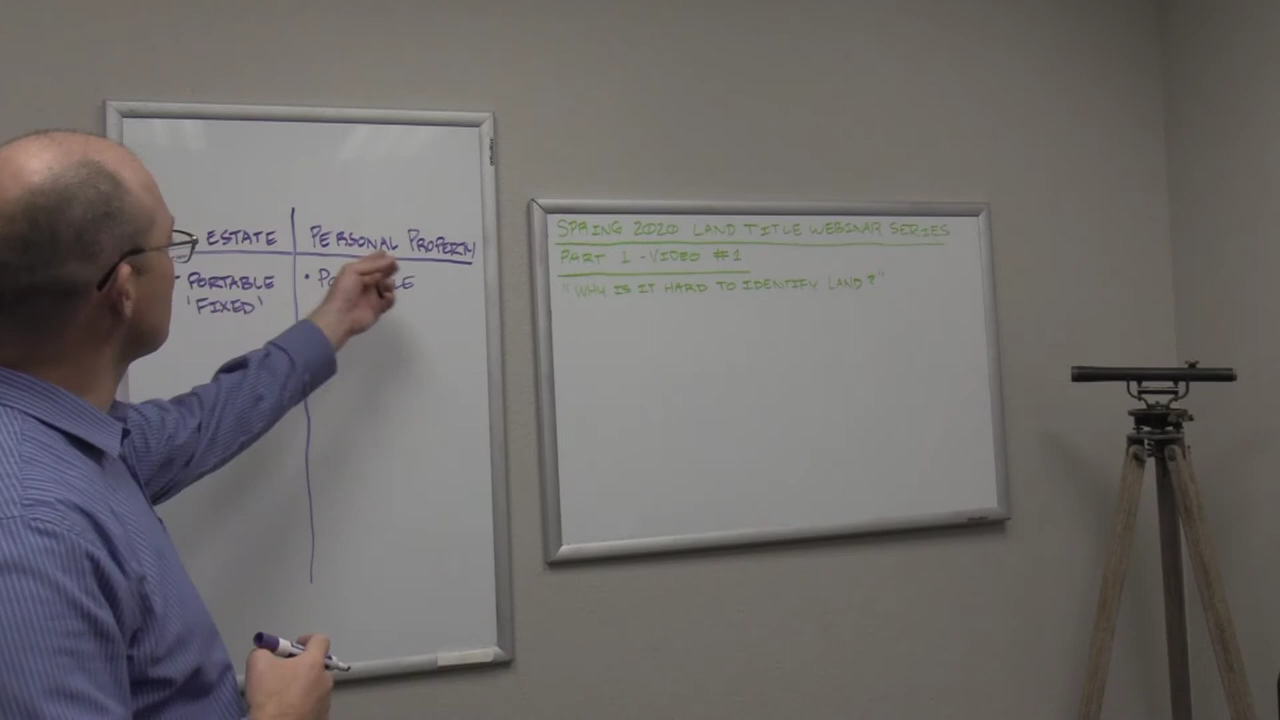 ESTATE
PERSONAL PROPERTY
PORTABLE
'FIXED'
SPRING 2020 LAND TITLE WEBINAR SERIES
PART 1 - VIDEO #1
"WHY IS IT HARD TO IDENTIFY LAND?"